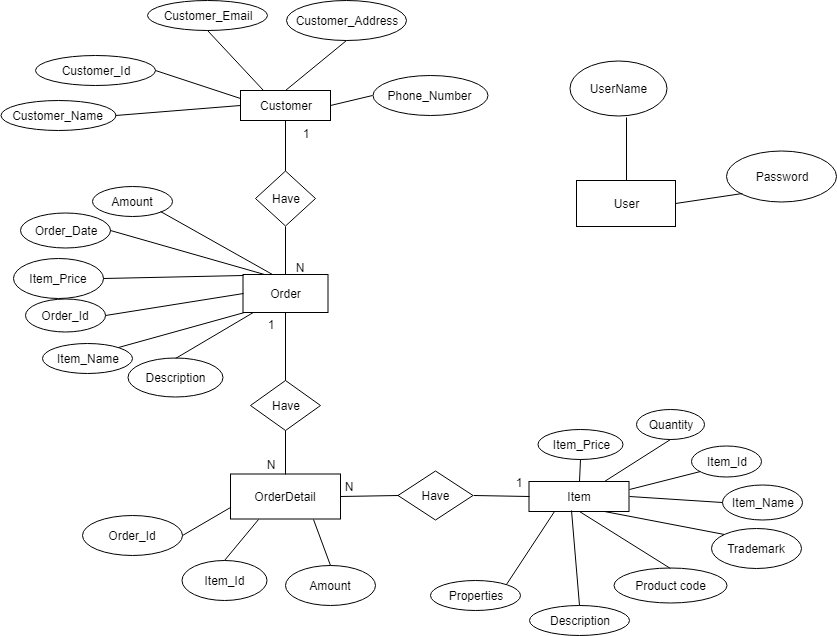 Customer_Email
Customer_Address
Customer_Id
Phone_Number
Customer_Name
Customer
1
UserName
Password
User
Have
Amount
Order_Date
N
Item_Price
Order
Order_Id
1
Item_Name
Description
Have
N
Quantity
Item_Price
Item_Id
N
1
OrderDetail
Have
Item
Item_Name
Order_Id
Trademark
Item_Id
Amount
Properties
Product code
Description